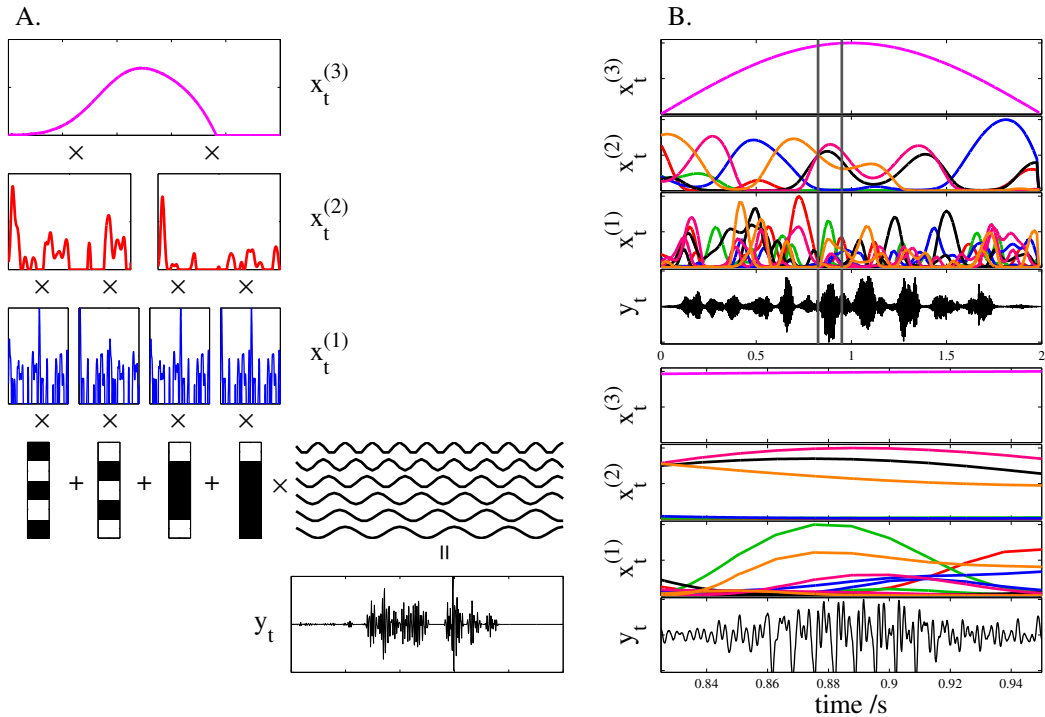 A.
x_t^(3)
× ×
x_t^(2)
× × × ×
x_t^(1)
× × × ×
+ + + ×
=
y_t
B.
x_t^(3)
x_t^(2)
x_t^(1)
y_t
0 0.5 1 1.5 2
x_t^(3)
x_t^(2)
x_t^(1)
y_t
0.84 0.86 0.88 0.9 0.92 0.94
time /s